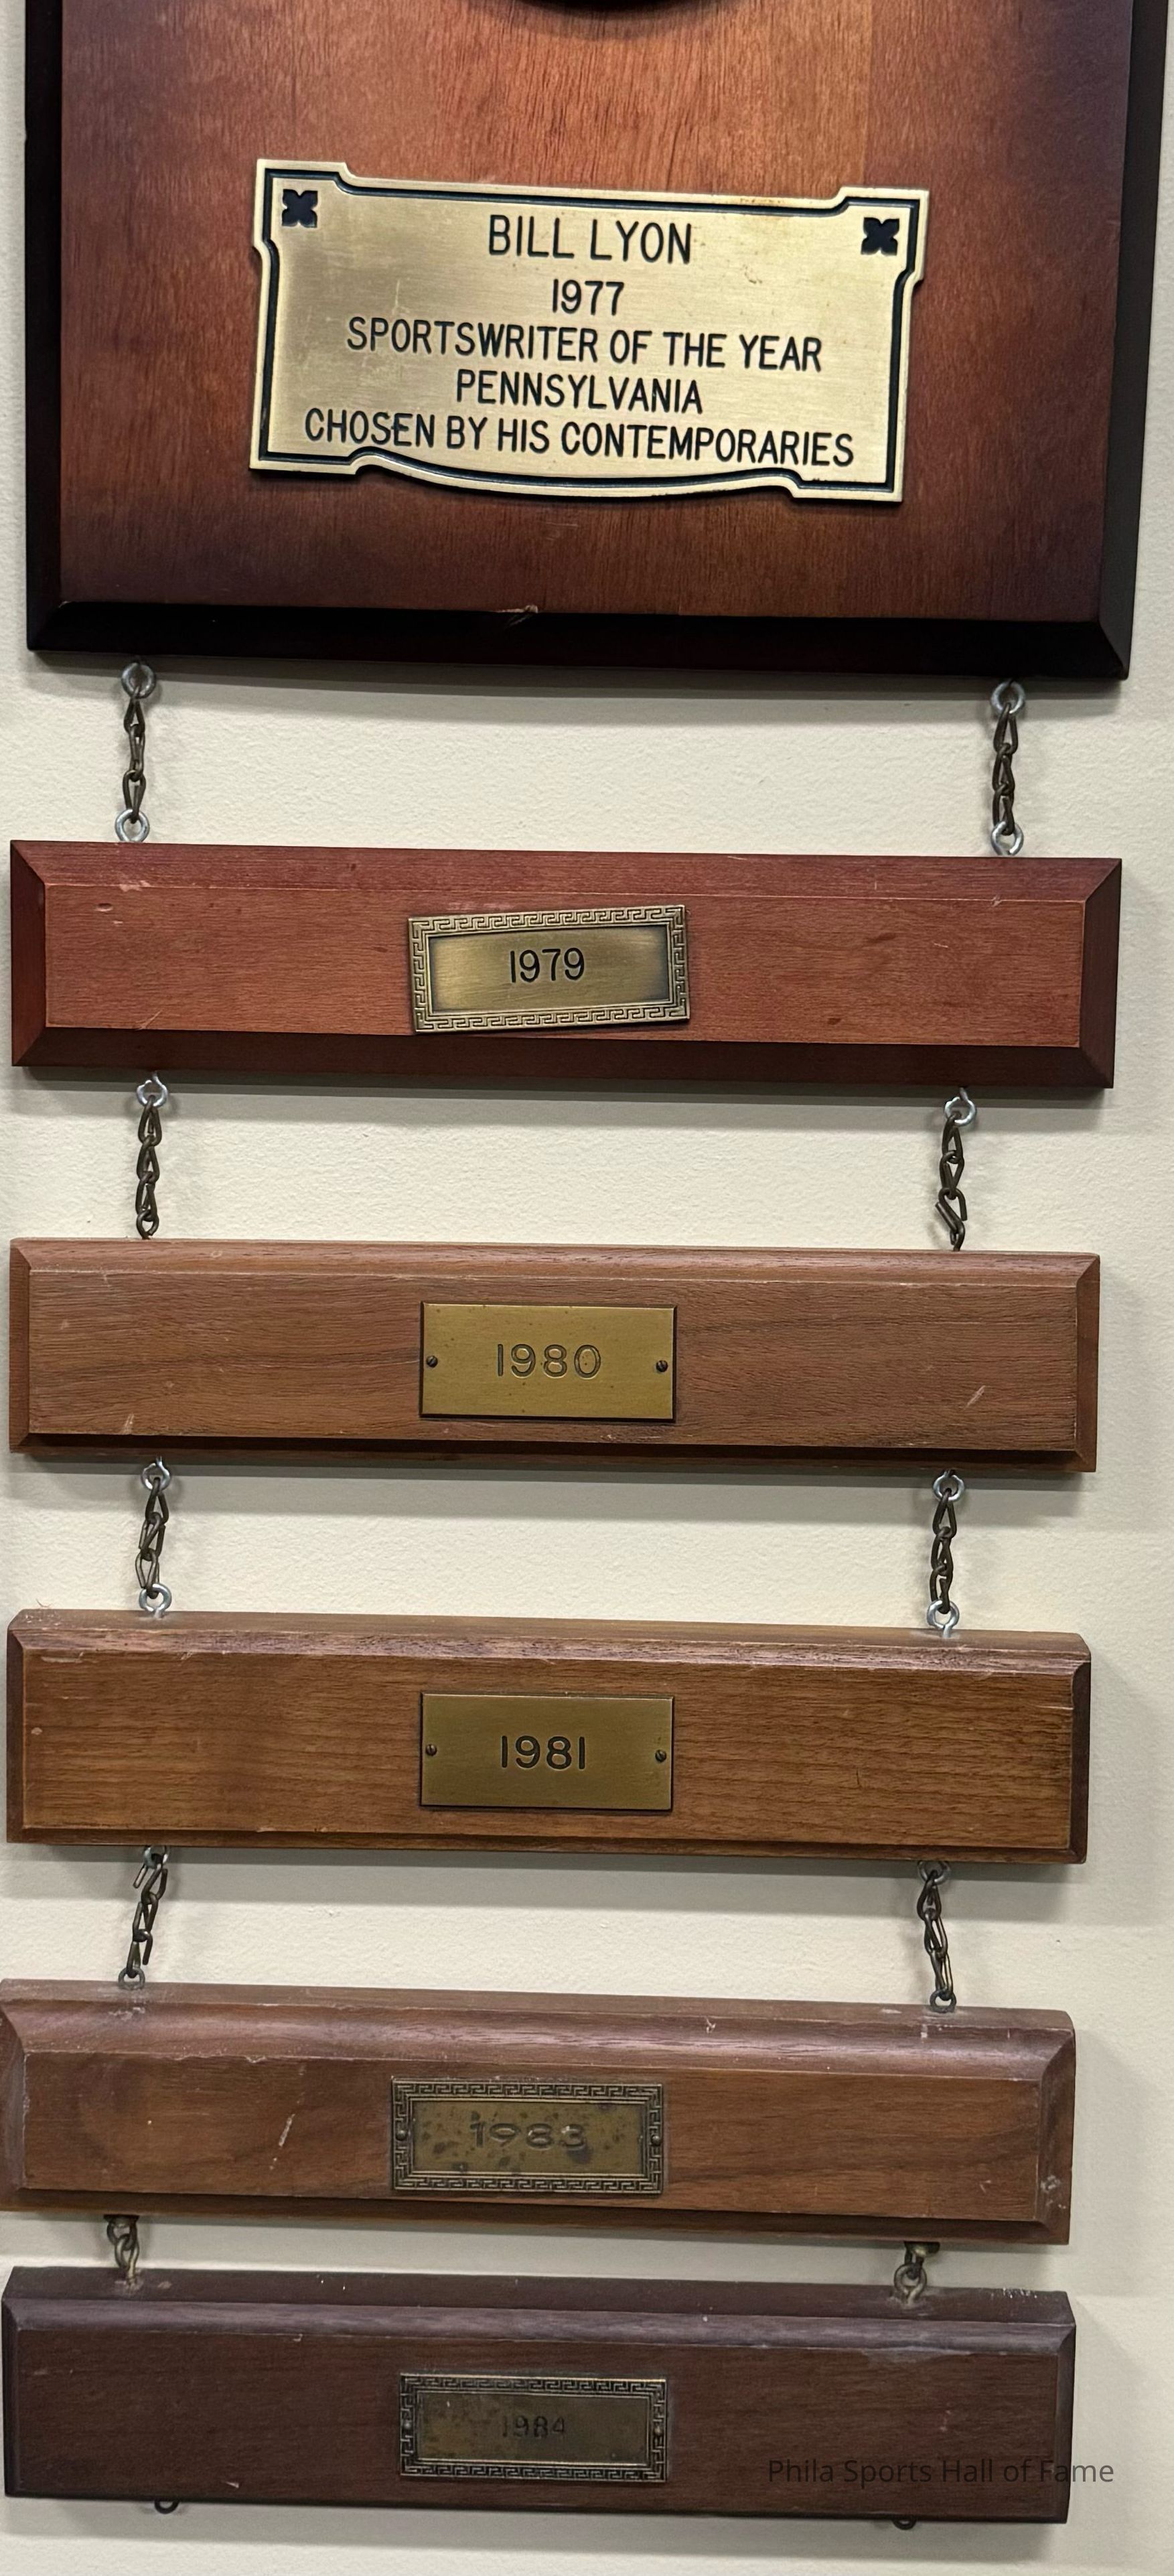 BILL LYON
1977
SPORTSWRITER OF THE YEAR
PENNSYLVANIA
CHOSEN BY HIS CONTEMPORARIES
1979
1980
1981
1983
1984
Phila Sports Hall of Fame